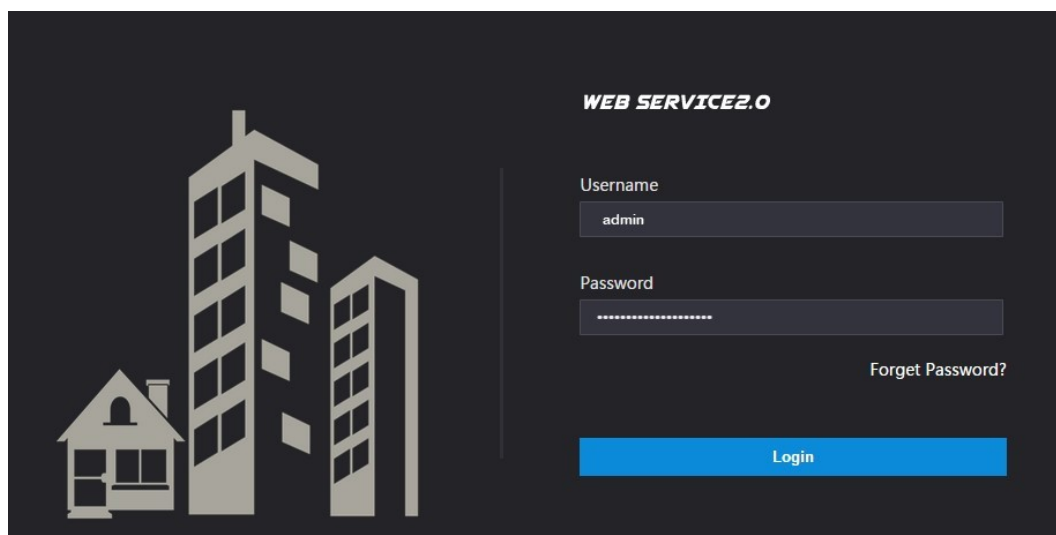 WEB SERVICE2.0
Username
admin
Password
••••••••••••••••••••
Forget Password?
Login